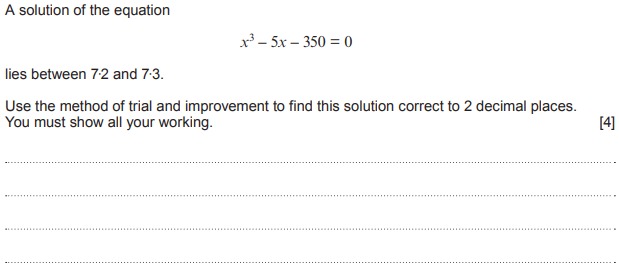 A solution of the equation
x³ – 5x – 350 = 0
lies between 7·2 and 7·3.
Use the method of trial and improvement to find this solution correct to 2 decimal places.
You must show all your working. [4]